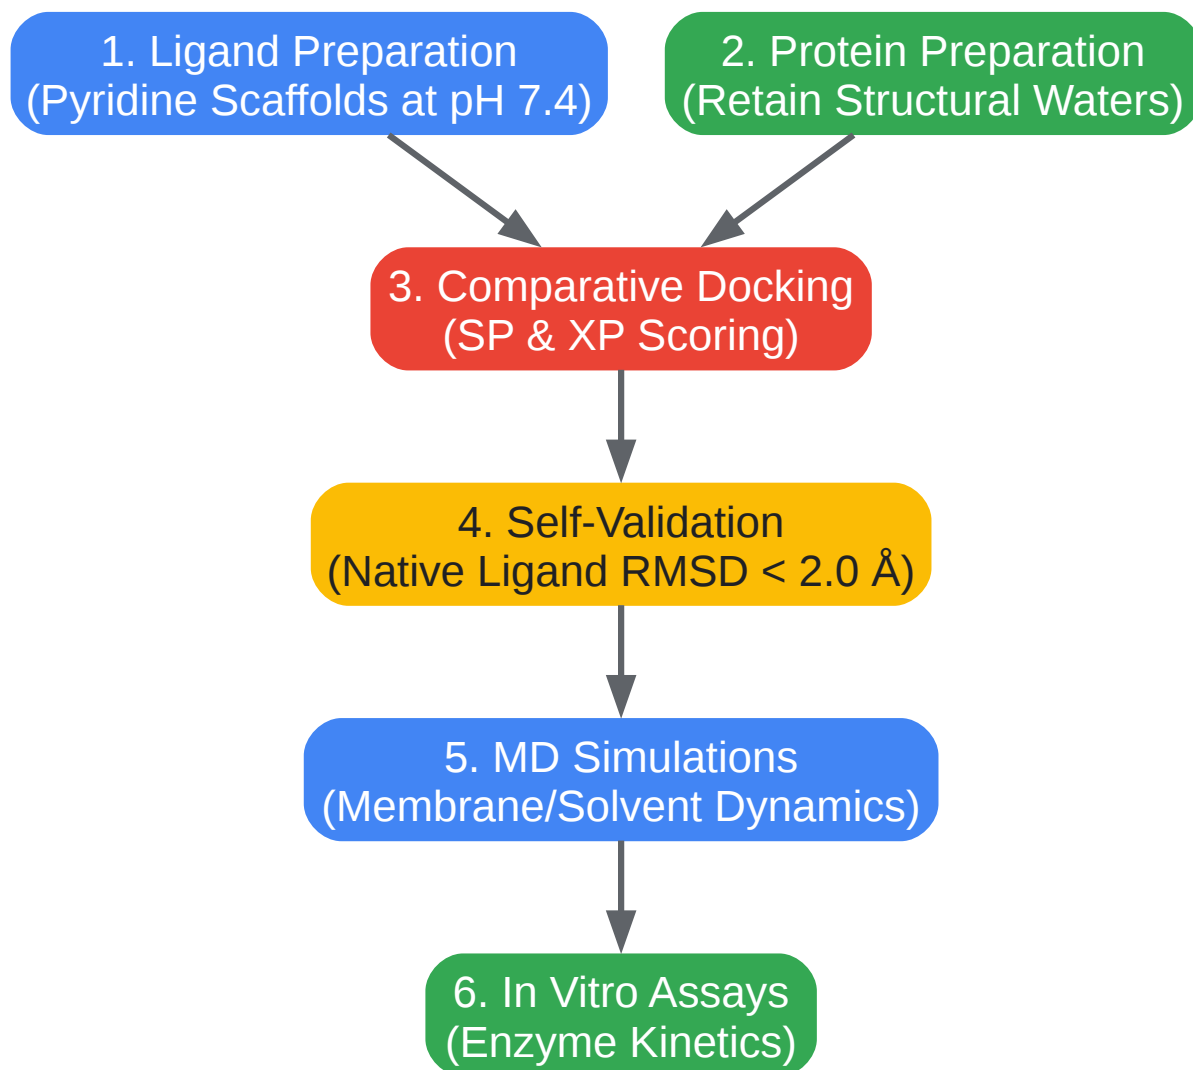 1. Ligand Preparation
(Pyridine Scaffolds at pH 7.4)
2. Protein Preparation
(Retain Structural Waters)
3. Comparative Docking
(SP & XP Scoring)
4. Self-Validation
(Native Ligand RMSD < 2.0 Å)
5. MD Simulations
(Membrane/Solvent Dynamics)
6. In Vitro Assays
(Enzyme Kinetics)